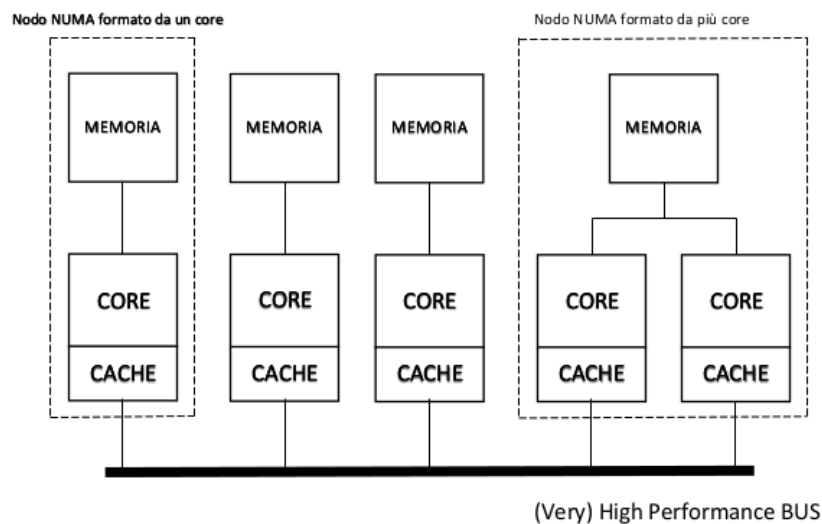 Nodo NUMA formato da un core
Nodo NUMA formato da più core
MEMORIA
MEMORIA
MEMORIA
MEMORIA
CORE
CORE
CORE
CORE
CORE
CACHE
CACHE
CACHE
CACHE
CACHE
(Very) High Performance BUS